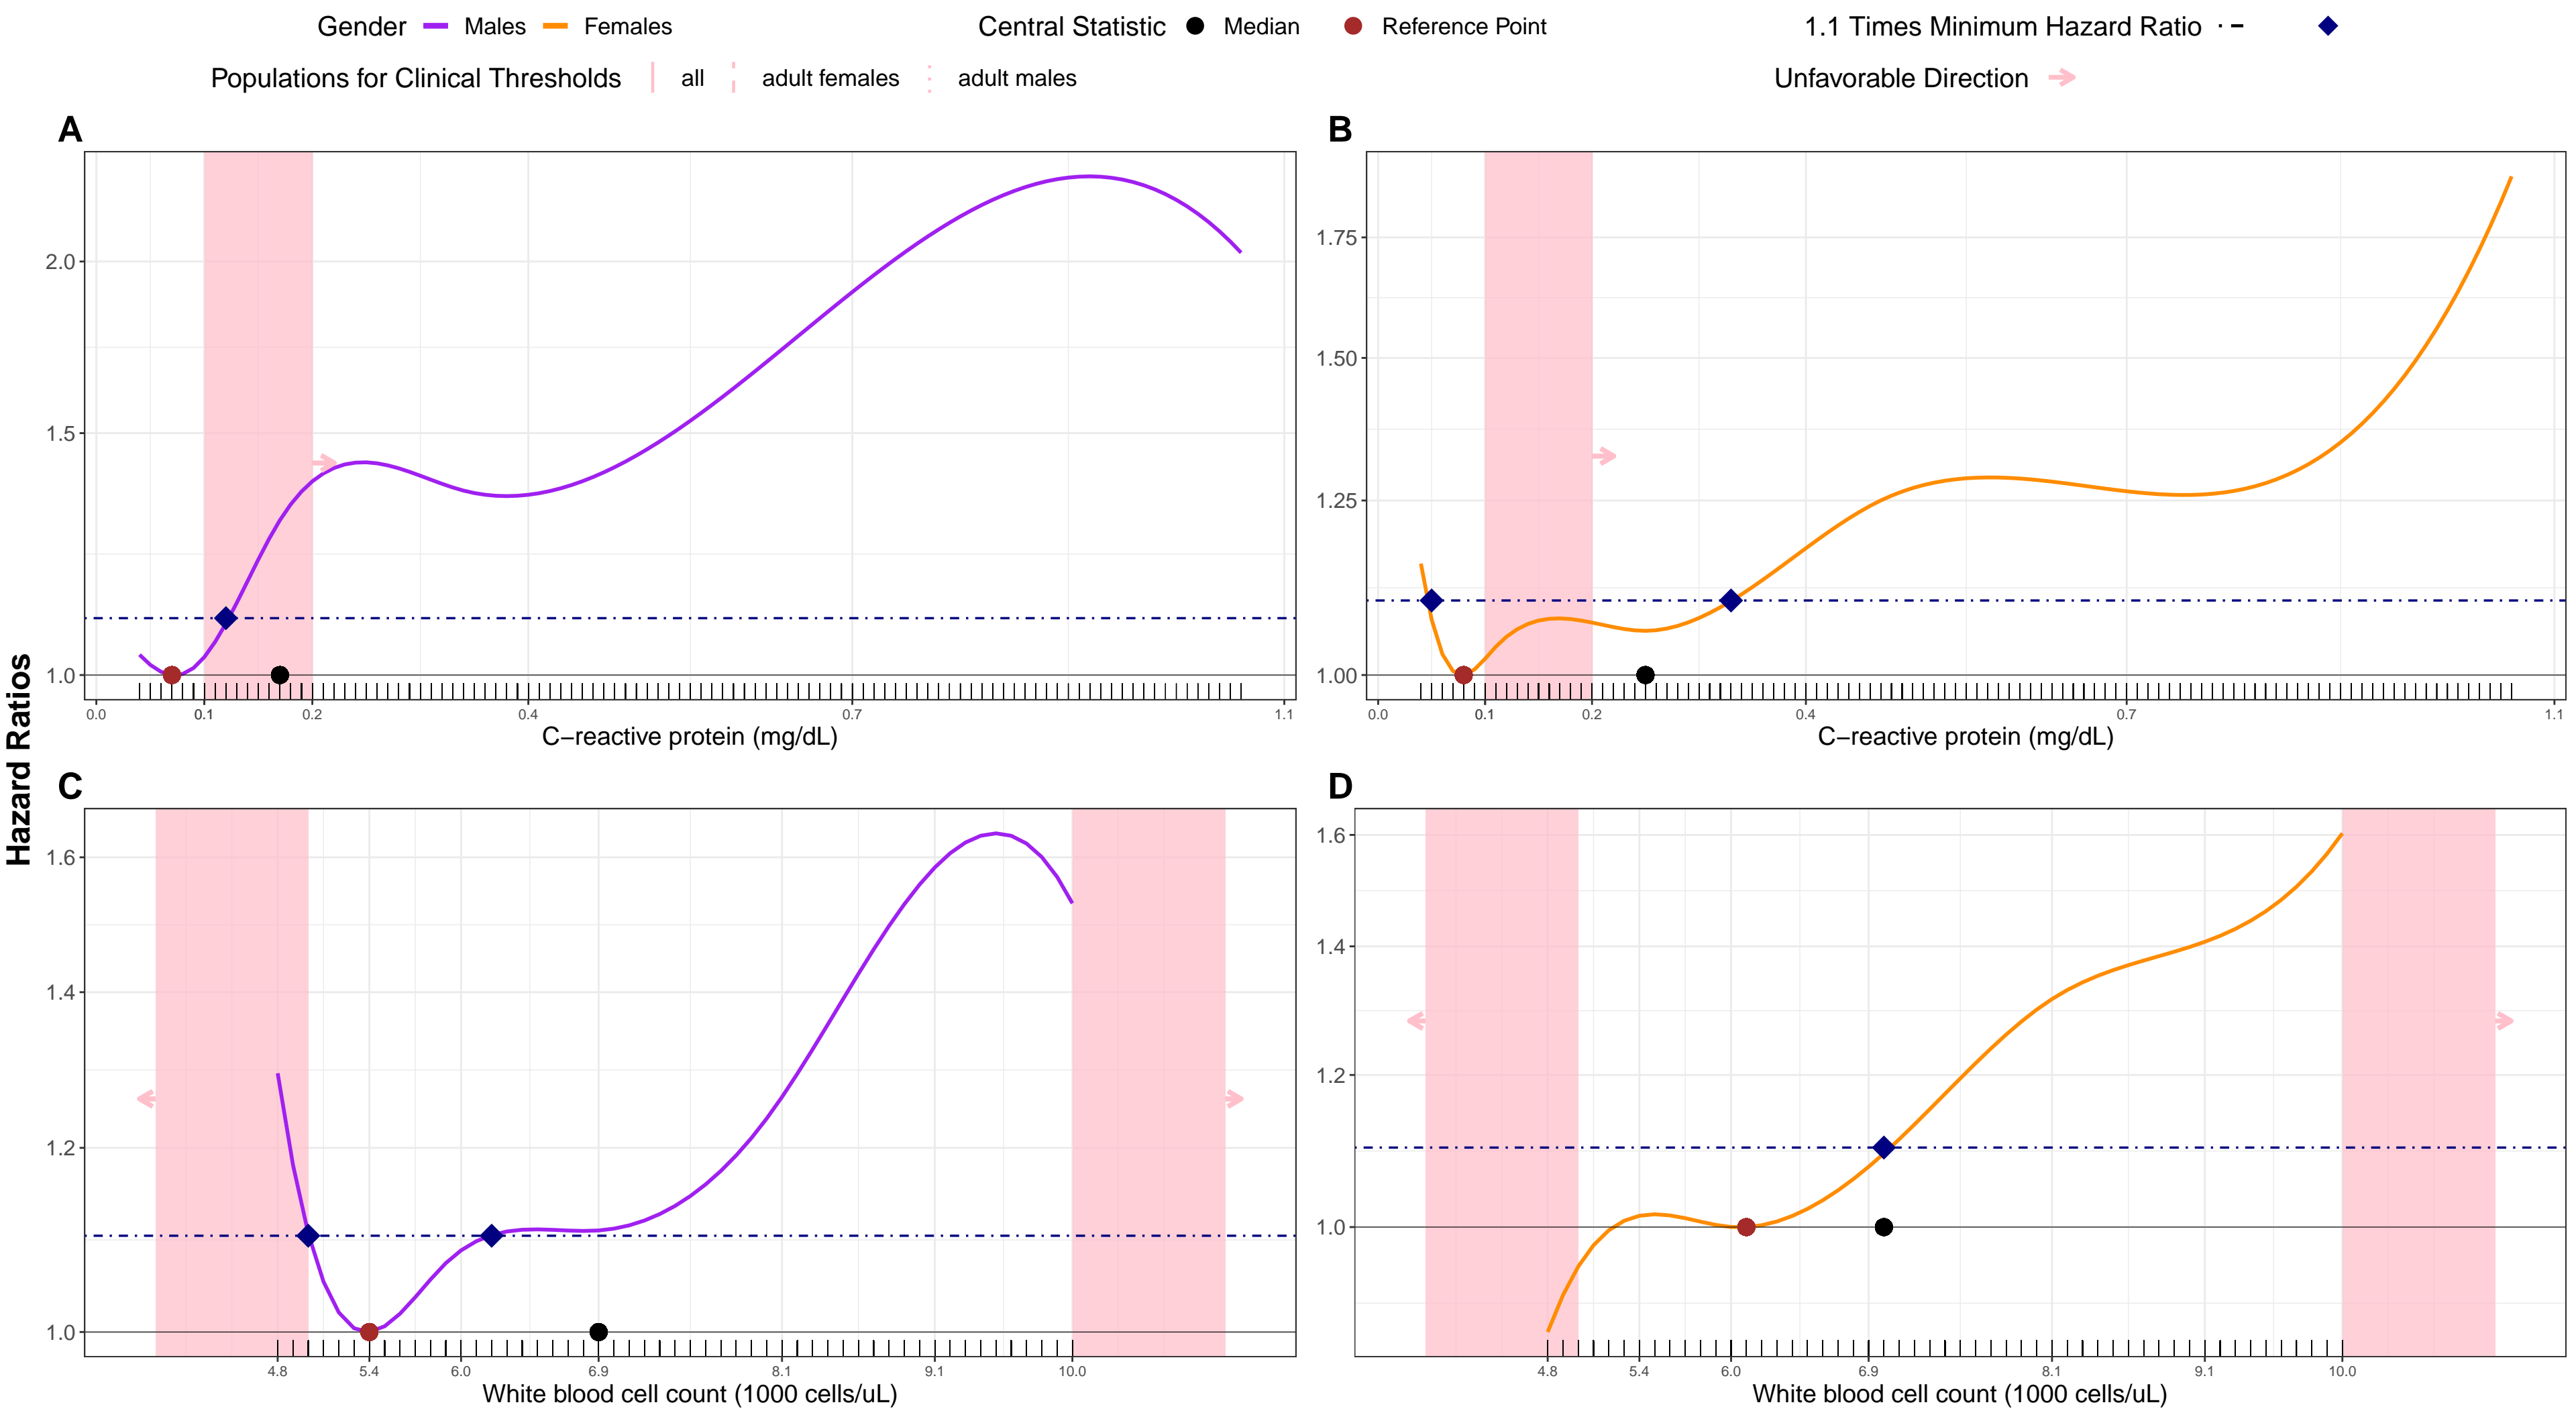 Gender Males Females Central Statistic Median Reference Point 1.1 Times Minimum Hazard Ratio
Populations for Clinical Thresholds all adult females adult males Unfavorable Direction
Hazard Ratios
A
2.0
1.5
1.0
0.0 0.1 0.2 0.4 0.7 1.1
C−reactive protein (mg/dL)
B
1.75
1.50
1.25
1.00
0.0 0.1 0.2 0.4 0.7 1.1
C−reactive protein (mg/dL)
C
1.6
1.4
1.2
1.0
4.8 5.4 6.0 6.9 8.1 9.1 10.0
White blood cell count (1000 cells/uL)
D
1.6
1.4
1.2
1.0
4.8 5.4 6.0 6.9 8.1 9.1 10.0
White blood cell count (1000 cells/uL)